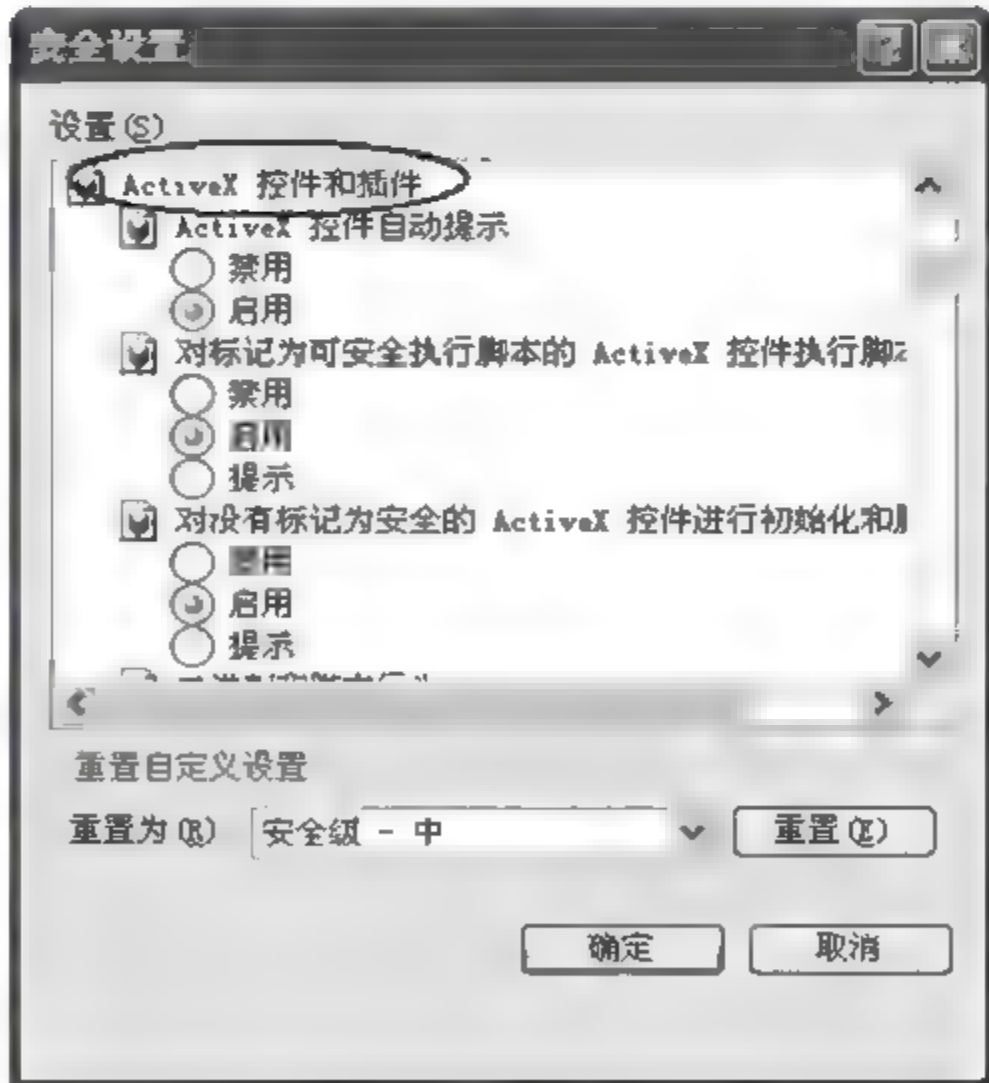 安全设置
设置(S)
ActiveX 控件和插件
ActiveX 控件自动提示
禁用
启用
对标记为可安全执行脚本的 ActiveX 控件执行脚
禁用
启用
提示
对没有标记为安全的 ActiveX 控件进行初始化和
禁用
启用
提示
重置自定义设置
重置为(R) 安全级 - 中 重置(E)
确定 取消